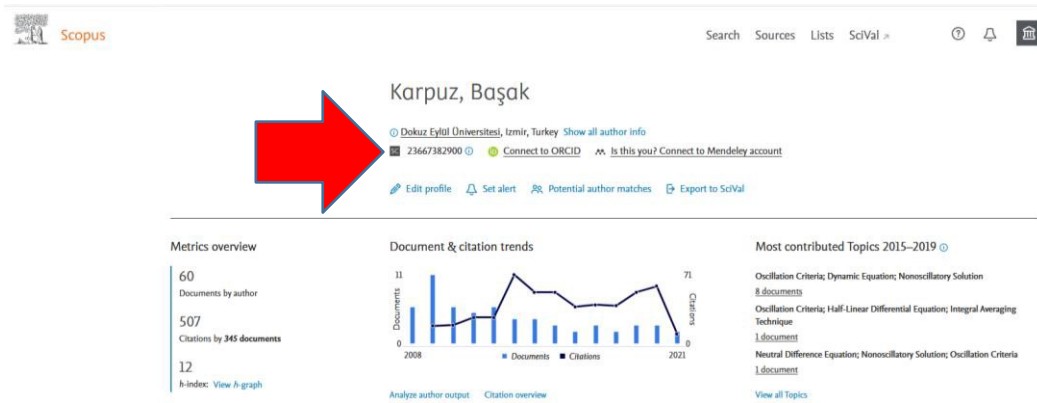 Scopus
Search Sources Lists SciVal
Karpuz, Başak
Dokuz Eylül Üniversitesi, Izmir, Turkey Show all author info
SC 23667382900 Connect to ORCID Is this you? Connect to Mendeley account
Edit profile Set alert Potential author matches Export to SciVal
Metrics overview
60
Documents by author
507
Citations by 345 documents
12
h-index: View h-graph
Document & citation trends
11
71
Documents
Citations
0
0
2008
Documents Citations
2021
Analyze author output Citation overview
Most contributed Topics 2015–2019
Oscillation Criteria; Dynamic Equation; Nonoscillatory Solution
8 documents
Oscillation Criteria; Half-Linear Differential Equation; Integral Averaging
Technique
1 document
Neutral Difference Equation; Nonoscillatory Solution; Oscillation Criteria
1 document
View all Topics